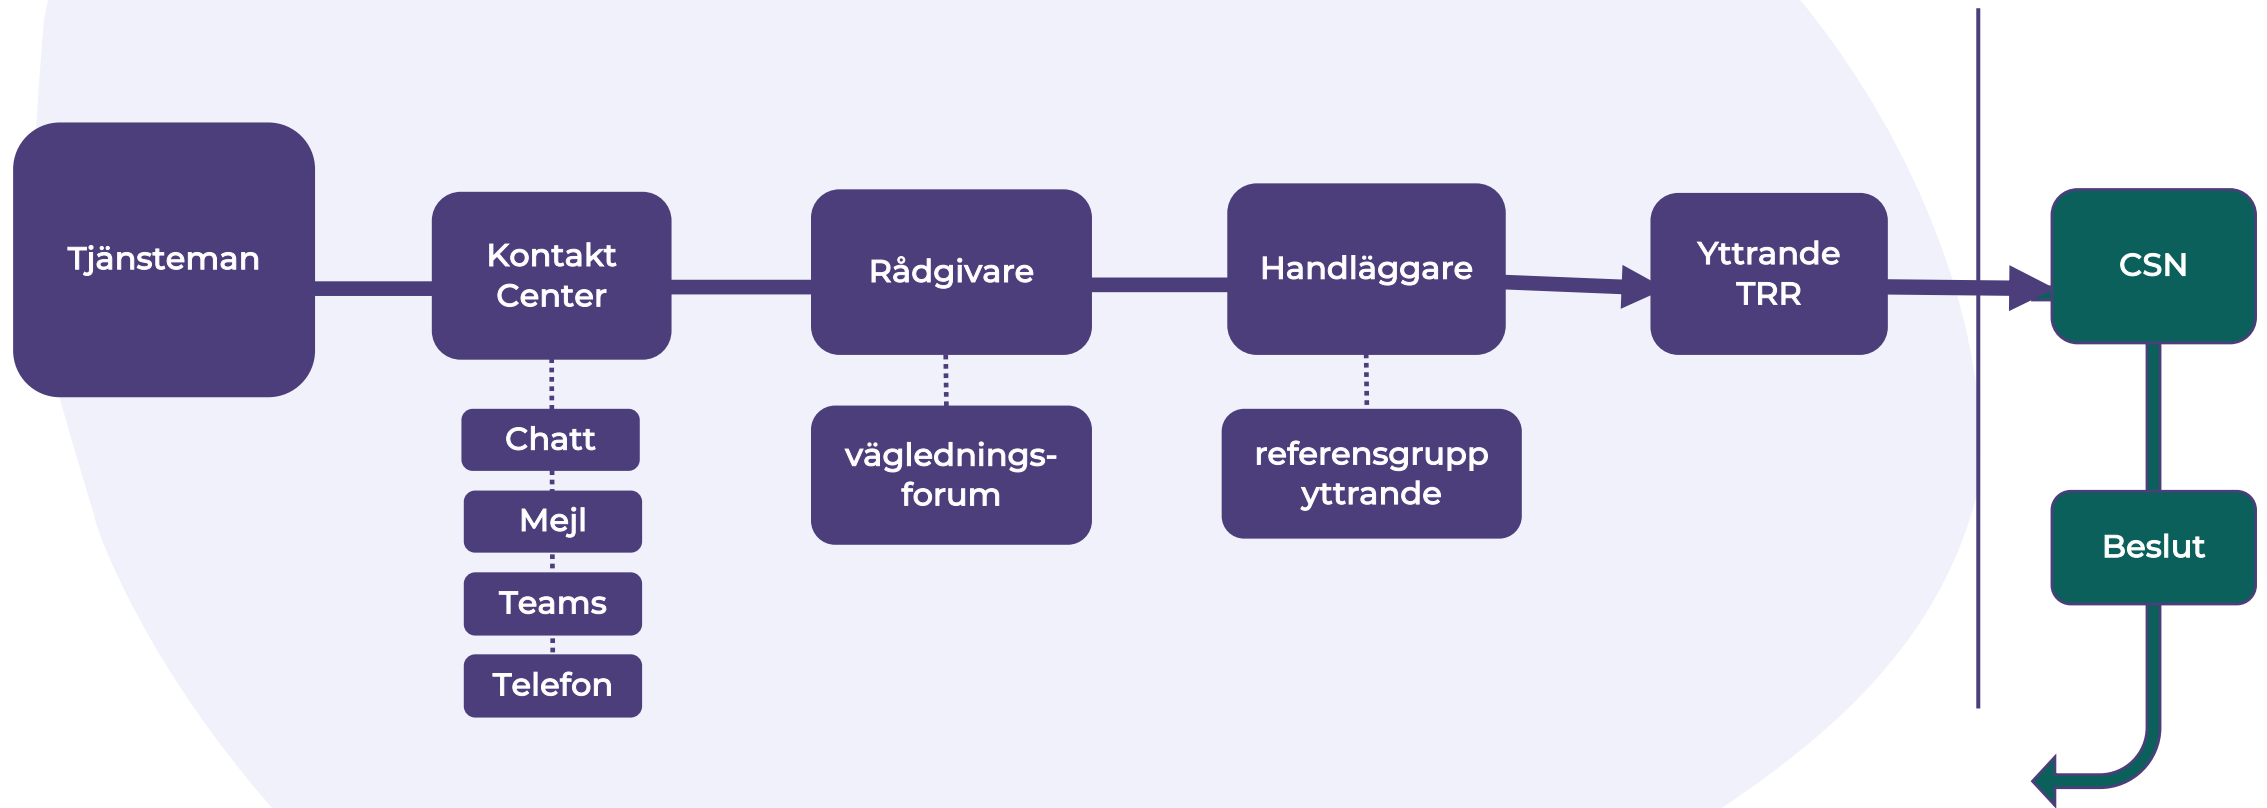 Tjänsteman
Kontakt
Center
Chatt
Mejl
Teams
Telefon
Rådgivare
väglednings-
forum
Handläggare
referensgrupp
yttrande
Yttrande
TRR
CSN
Beslut